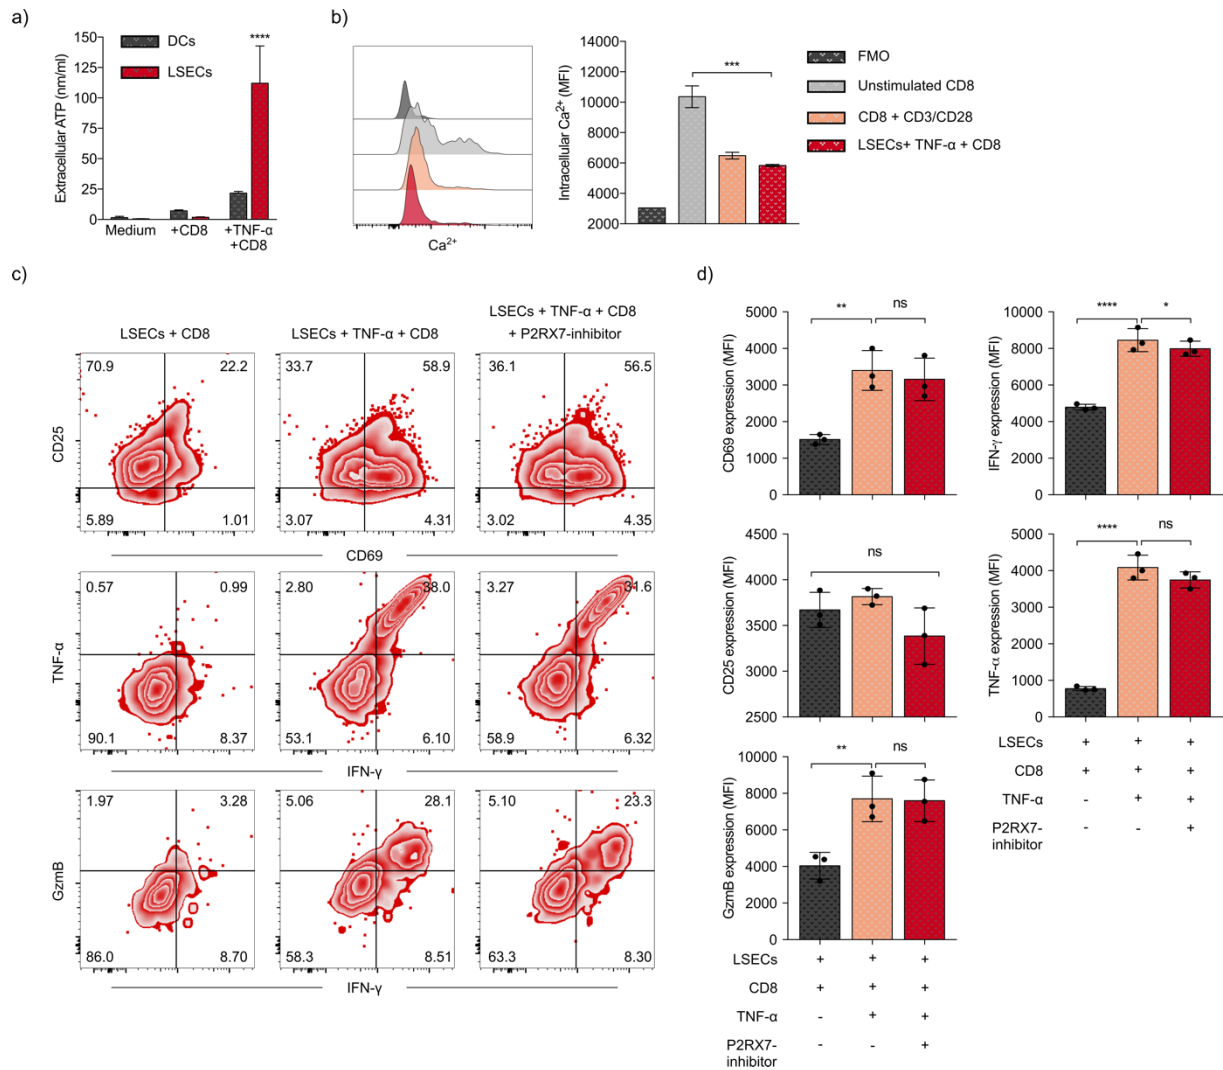 a)
Extracellular ATP (nm/ml)
150
125
100
75
50
25
0
DCs
LSECs
****
Medium
+CD8
+TNF-α
+CD8
b)
Ca²⁺
Intracellular Ca²⁺ (MFI)
14000
12000
10000
8000
6000
4000
2000
***
FMO
Unstimulated CD8
CD8 + CD3/CD28
LSECs+ TNF-α + CD8
c)
LSECs + CD8
LSECs + TNF-α + CD8
LSECs + TNF-α + CD8
+ P2RX7-inhibitor
CD25
70.9 22.2
5.89 1.01
33.7 58.9
3.07 4.31
36.1 56.5
3.02 4.35
CD69
TNF-α
0.57 0.99
90.1 8.37
2.80 38.0
53.1 6.10
3.27 31.6
58.9 6.32
IFN-γ
GzmB
1.97 3.28
86.0 8.70
5.06 28.1
58.3 8.51
5.10 23.3
63.3 8.30
IFN-γ
d)
CD69 expression (MFI)
5000
4000
3000
2000
1000
0
** ns
IFN-γ expression (MFI)
10000
8000
6000
4000
2000
0
**** *
CD25 expression (MFI)
4500
4000
3500
3000
2500
ns
TNF-α expression (MFI)
5000
4000
3000
2000
1000
0
**** ns
LSECs + + +
CD8 + + +
TNF-α - + +
P2RX7-
inhibitor - - +
GzmB expression (MFI)
10000
8000
6000
4000
2000
0
** ns
LSECs + + +
CD8 + + +
TNF-α - + +
P2RX7-
inhibitor - - +